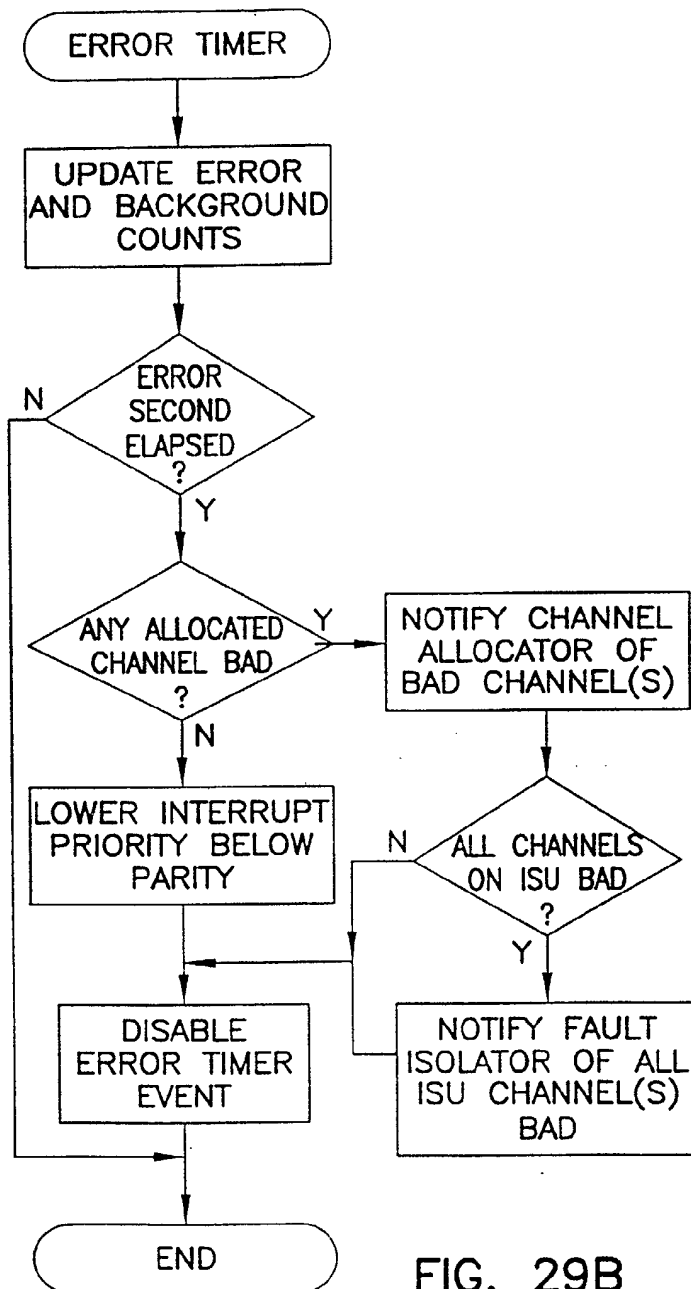 ERROR TIMER
UPDATE ERROR
AND BACKGROUND
COUNTS
ERROR
SECOND
ELAPSED
?
N
Y
ANY ALLOCATED
CHANNEL BAD
?
Y
N
NOTIFY CHANNEL
ALLOCATOR OF
BAD CHANNEL(S)
LOWER INTERRUPT
PRIORITY BELOW
PARITY
ALL CHANNELS
ON ISU BAD
?
N
Y
DISABLE
ERROR TIMER
EVENT
NOTIFY FAULT
ISOLATOR OF ALL
ISU CHANNEL(S)
BAD
END
FIG. 29B